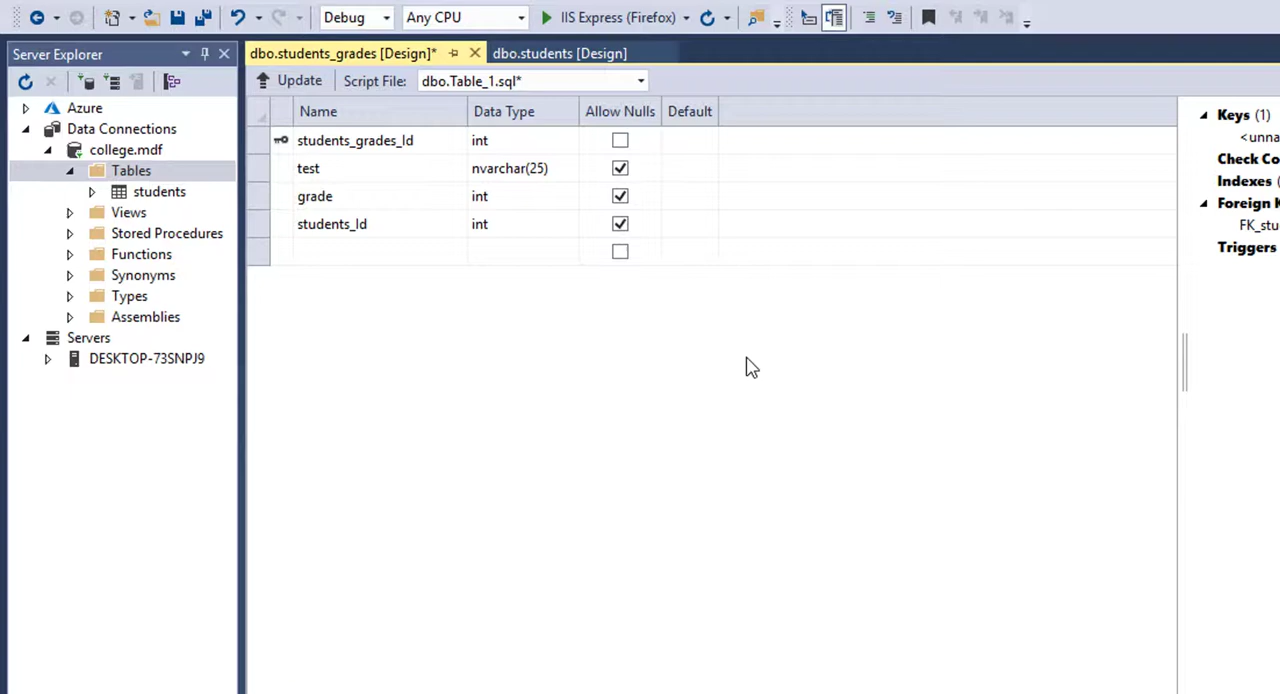 Debug Any CPU IIS Express (Firefox)
Server Explorer
dbo.students_grades [Design]* dbo.students [Design]
Update Script File: dbo.Table_1.sql*
Azure
Data Connections
college.mdf
Tables
students
Views
Stored Procedures
Functions
Synonyms
Types
Assemblies
Servers
DESKTOP-73SNPJ9
Name Data Type Allow Nulls Default
students_grades_Id int
test nvarchar(25)
grade int
students_Id int
Keys (1)
<unna
Check Co
Indexes (
Foreign K
FK_stu
Triggers